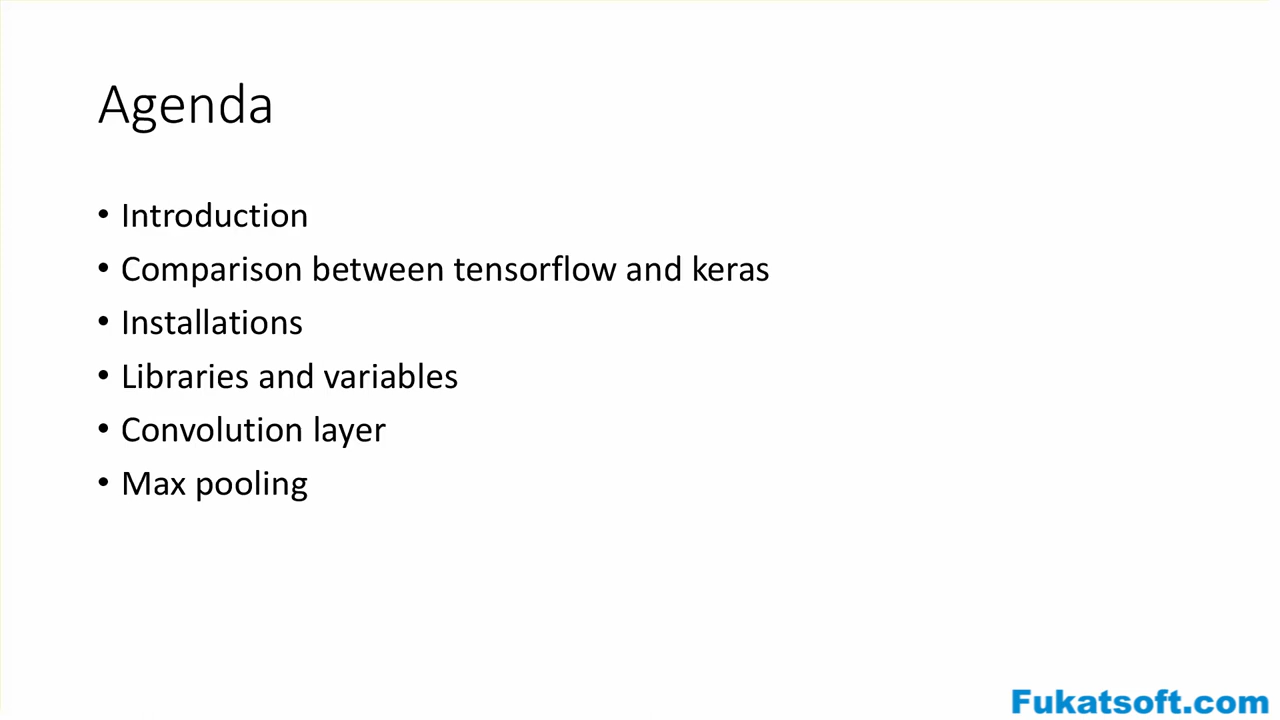 Agenda
• Introduction
• Comparison between tensorflow and keras
• Installations
• Libraries and variables
• Convolution layer
• Max pooling
Fukatsoft.com